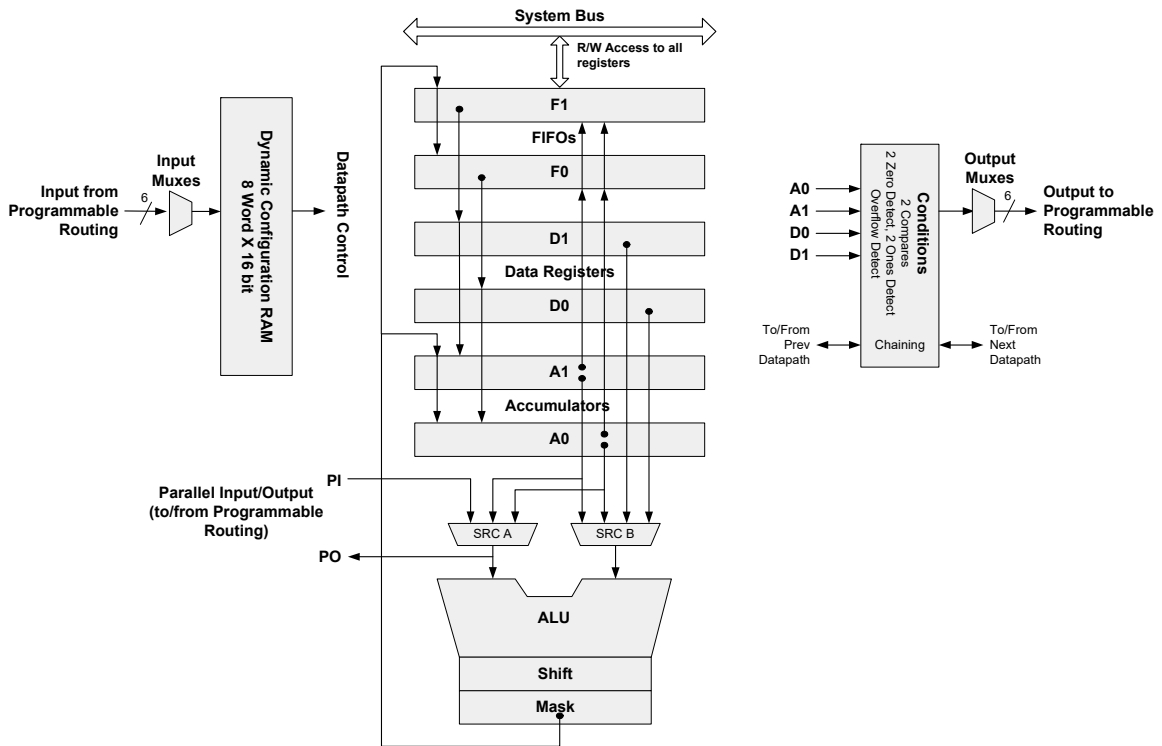 System Bus
R/W Access to all
registers
F1
FIFOs
F0
D1
Data Registers
D0
A1
Accumulators
A0
Input from
Programmable
Routing
6
Input
Muxes
Dynamic Configuration RAM
8 Word X 16 bit
Datapath Control
PI
Parallel Input/Output
(to/from Programmable
Routing)
PO
SRC A
SRC B
ALU
Shift
Mask
A0
A1
D0
D1
Conditions
2 Compares
2 Zero Detect, 2 Ones Detect
Overflow Detect
Chaining
To/From
Prev
Datapath
To/From
Next
Datapath
Output
Muxes
6
Output to
Programmable
Routing